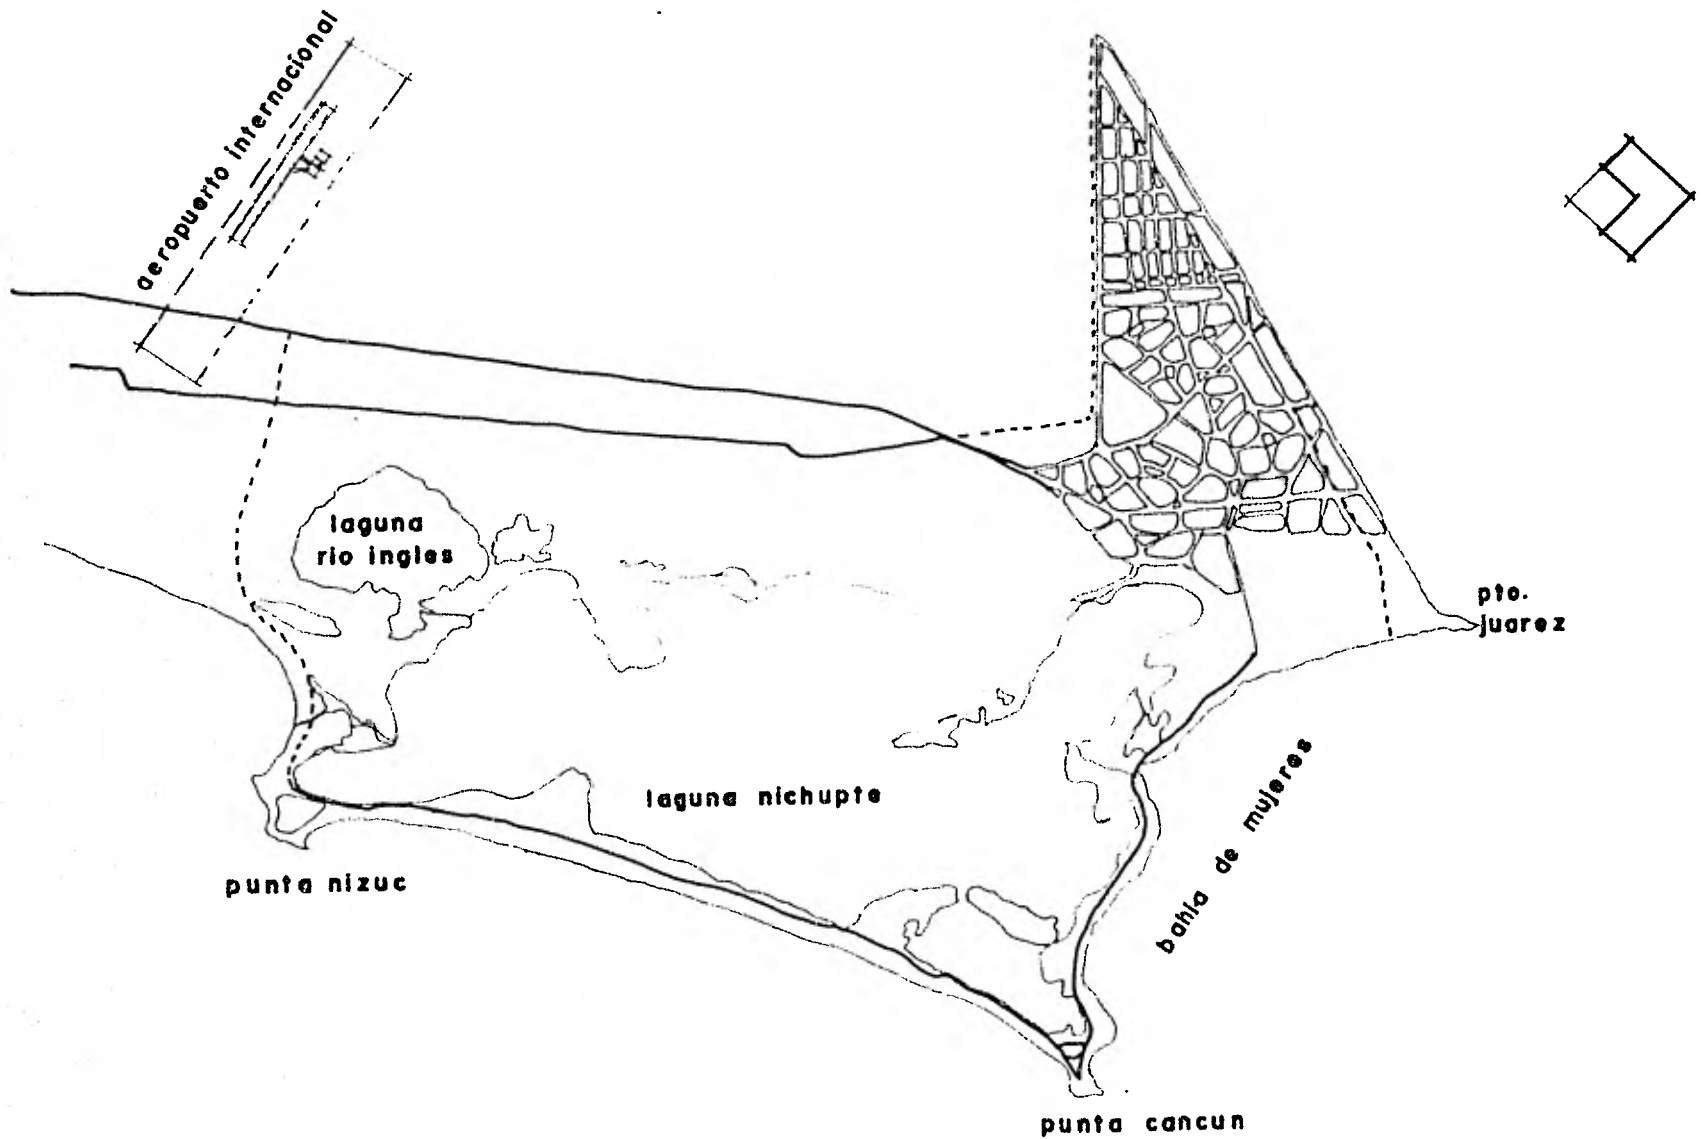 aeropuerto internacional
laguna
rio ingles
pto.
juarez
laguna nichupte
bahia de mujeres
punta nizuc
punta cancun